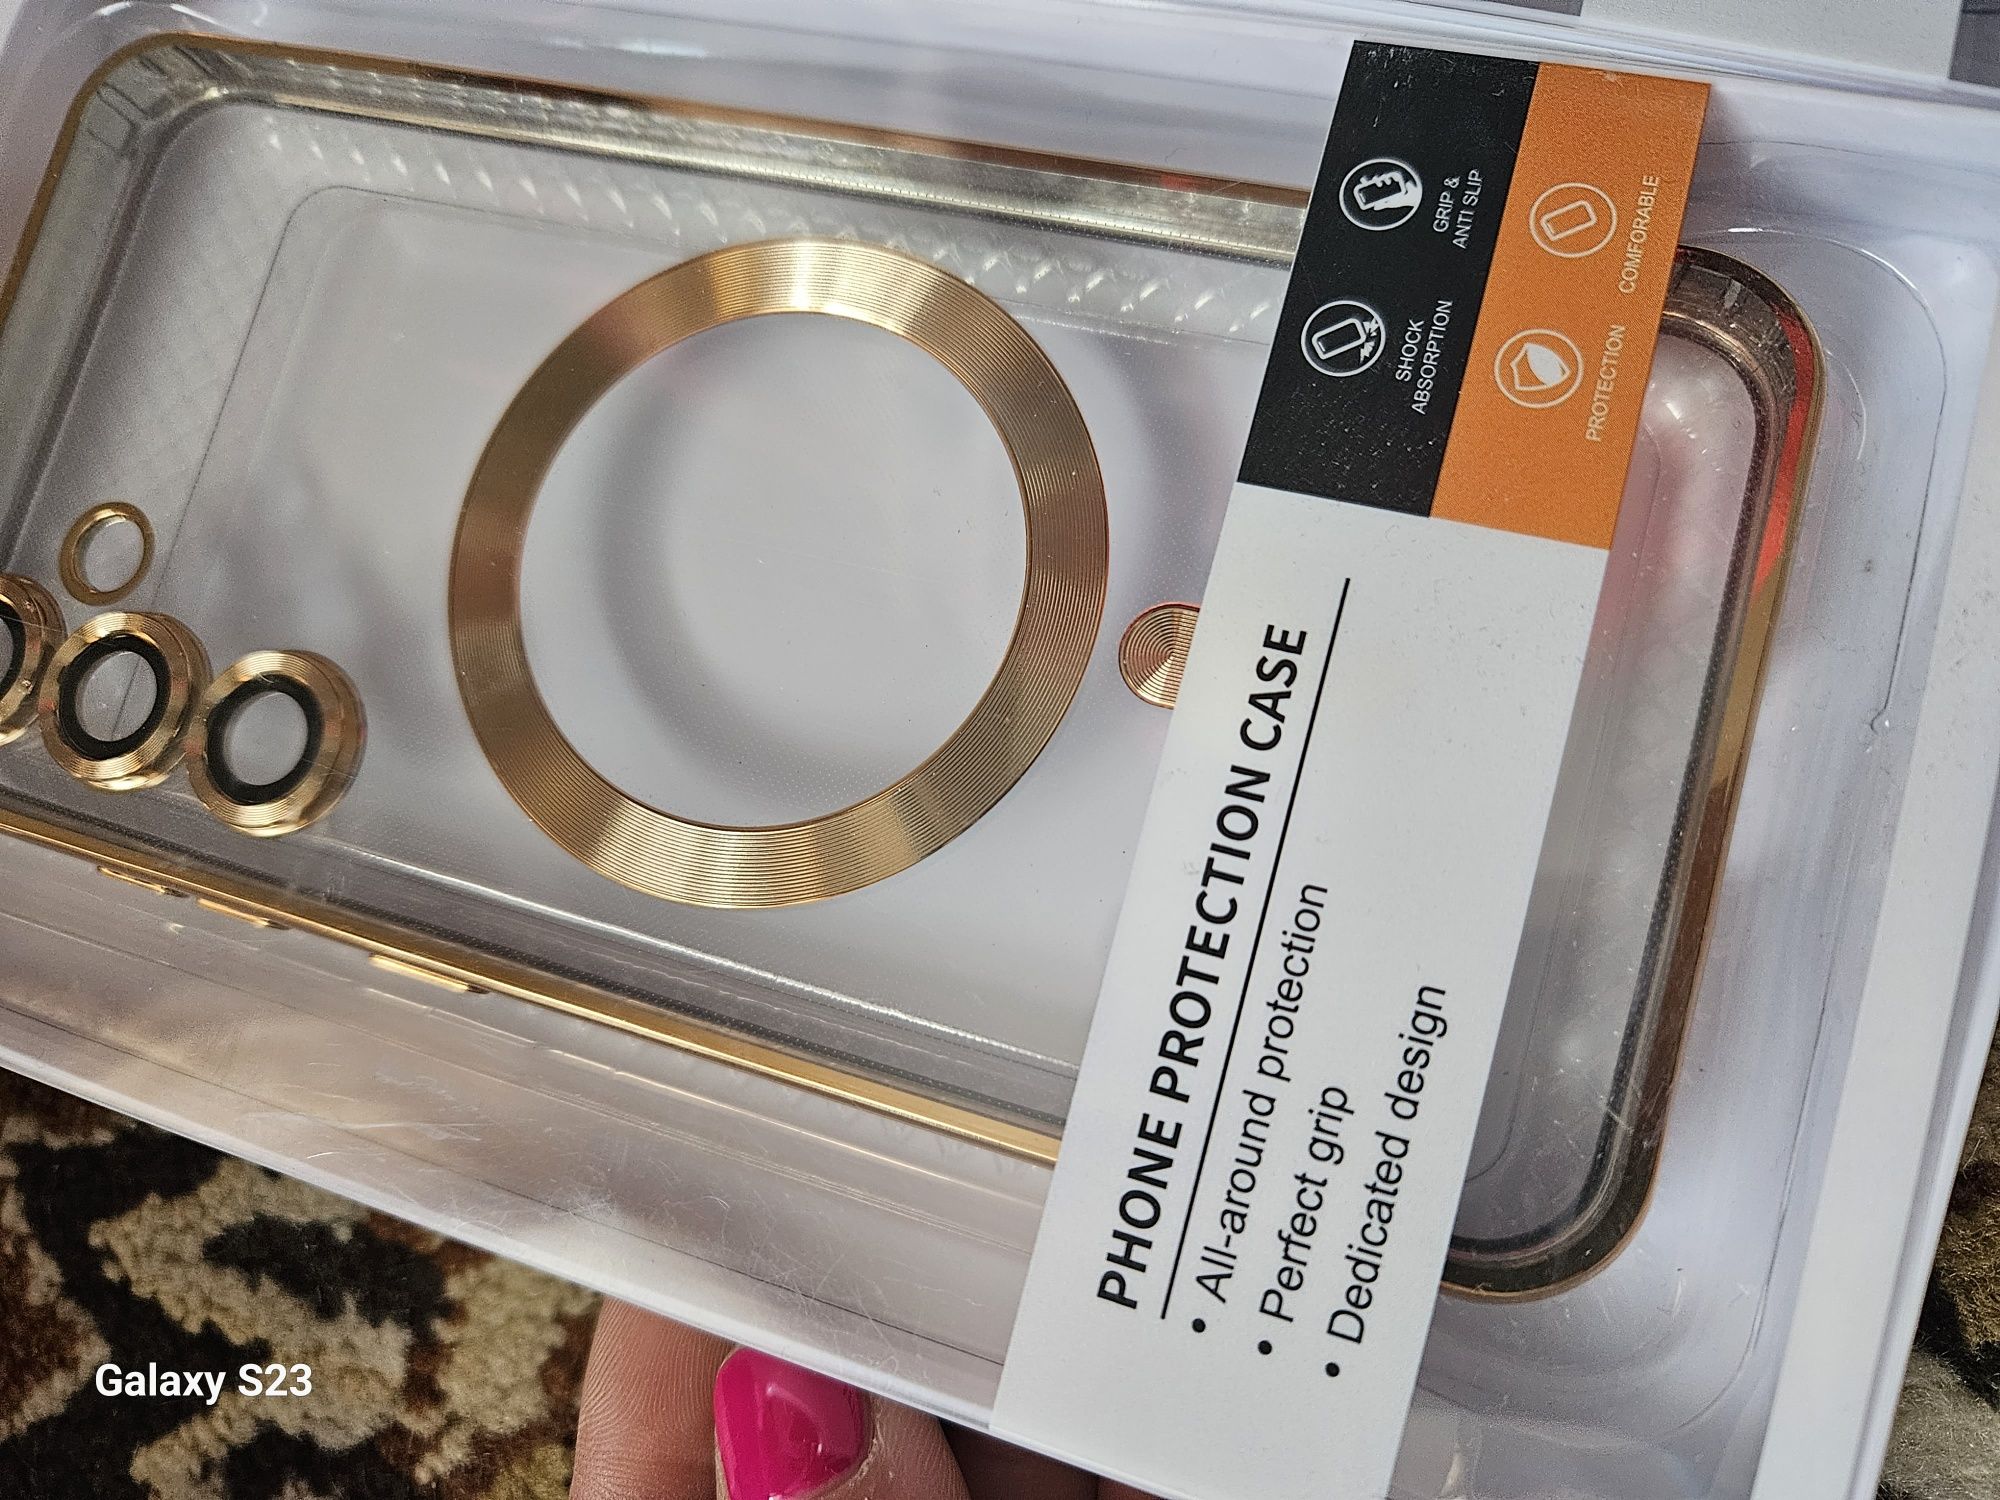 GRIP &
ANTI SLIP
SHOCK
ABSORPTION
COMFORABLE
PROTECTION
PHONE PROTECTION CASE
• All-around protection
• Perfect grip
• Dedicated design
Galaxy S23